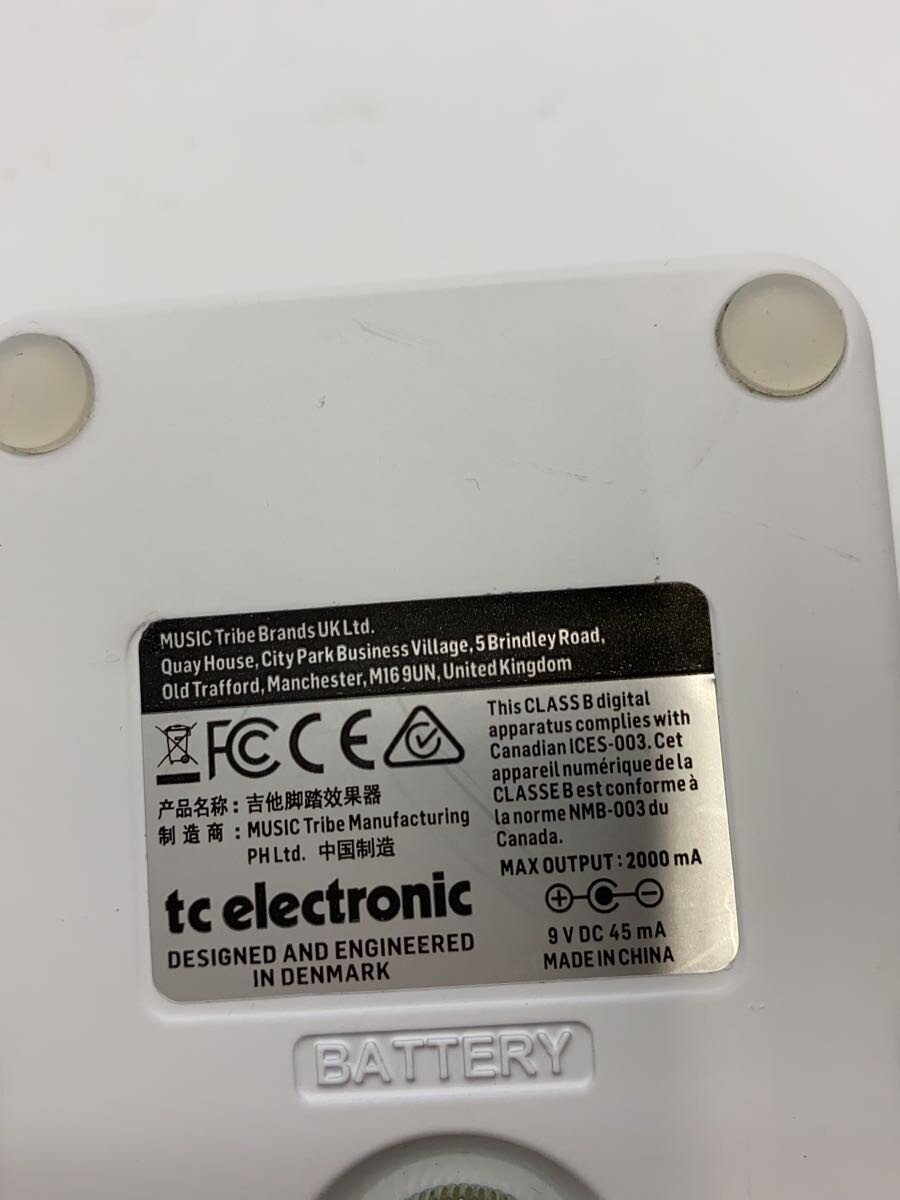 MUSIC Tribe Brands UK Ltd.
Quay House, City Park Business Village, 5 Brindley Road,
Old Trafford, Manchester, M16 9UN, United Kingdom
FC CE
产品名称：吉他脚踏效果器
制 造 商：MUSIC Tribe Manufacturing
PH Ltd. 中国制造
tc electronic
DESIGNED AND ENGINEERED
IN DENMARK
This CLASS B digital
apparatus complies with
Canadian ICES-003. Cet
appareil numérique de la
CLASSE B est conforme à
la norme NMB-003 du
Canada.
MAX OUTPUT : 2000 mA
9 V DC 45 mA
MADE IN CHINA
BATTERY